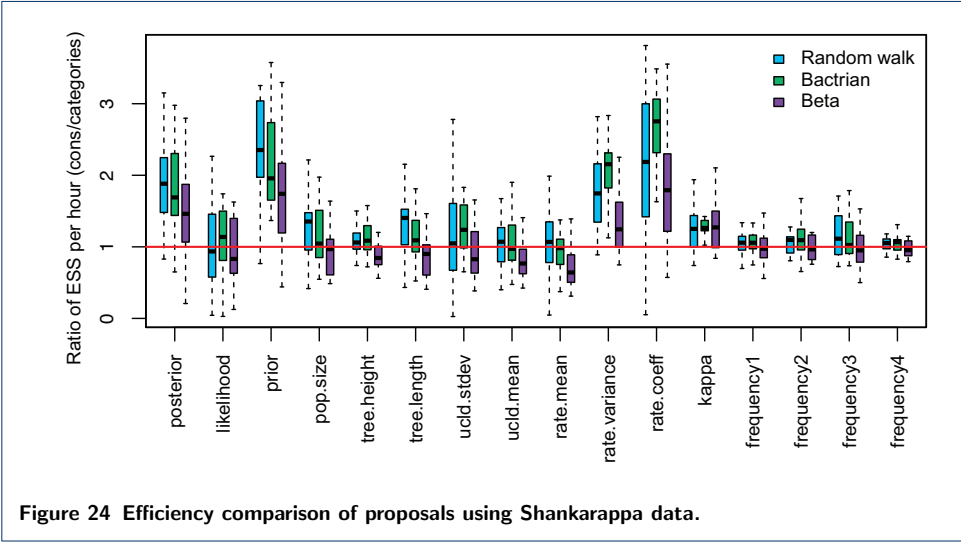 Ratio of ESS per hour (cons/categories)
3
2
1
0
Random walk
Bactrian
Beta
posterior
likelihood
prior
pop.size
tree.height
tree.length
ucld.stdev
ucld.mean
rate.mean
rate.variance
rate.coeff
kappa
frequency1
frequency2
frequency3
frequency4
Figure 24 Efficiency comparison of proposals using Shankarappa data.